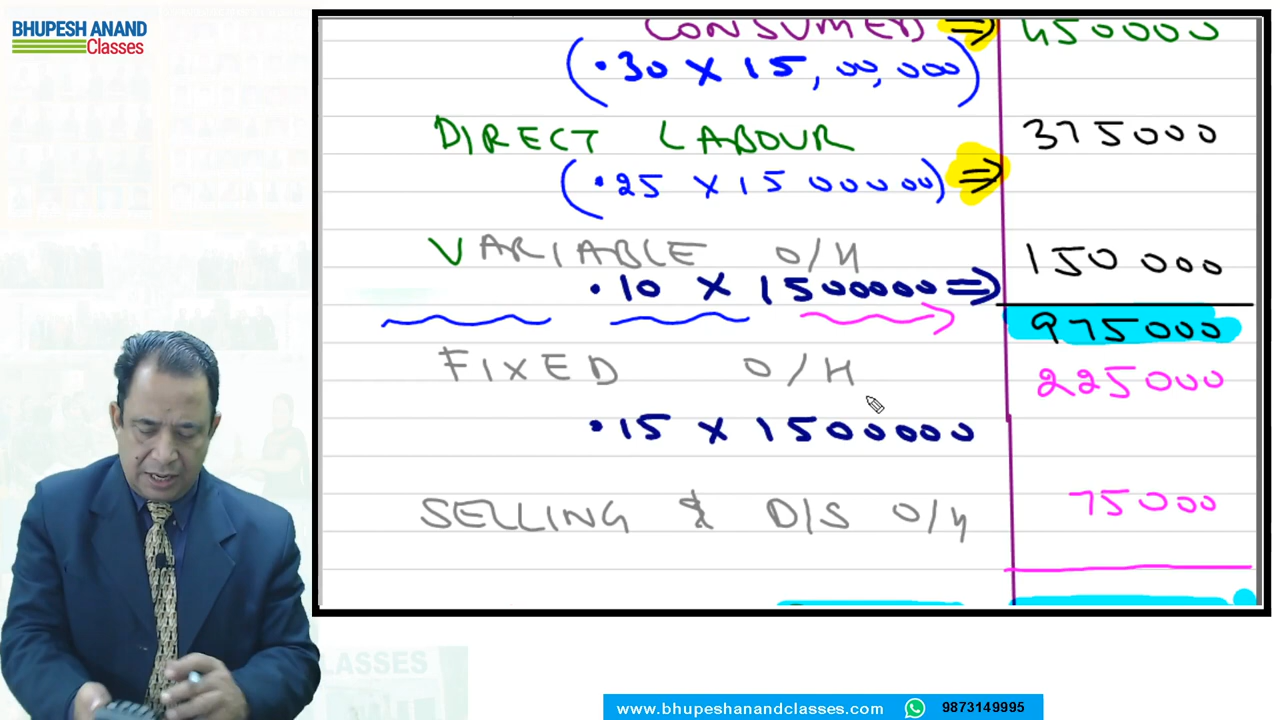 BHUPESH ANAND
Classes
CONSUMED ⇒ 450000
(.30 X 15,00,000)
DIRECT LABOUR 375000
(.25 X 1500000) ⇒
VARIABLE O/H 150000
.10 X 1500000 ⇒
975000
FIXED O/H 225000
.15 X 1500000
SELLING & D/S O/H 75000
CLASSES
www.bhupeshanandclasses.com 9873149995